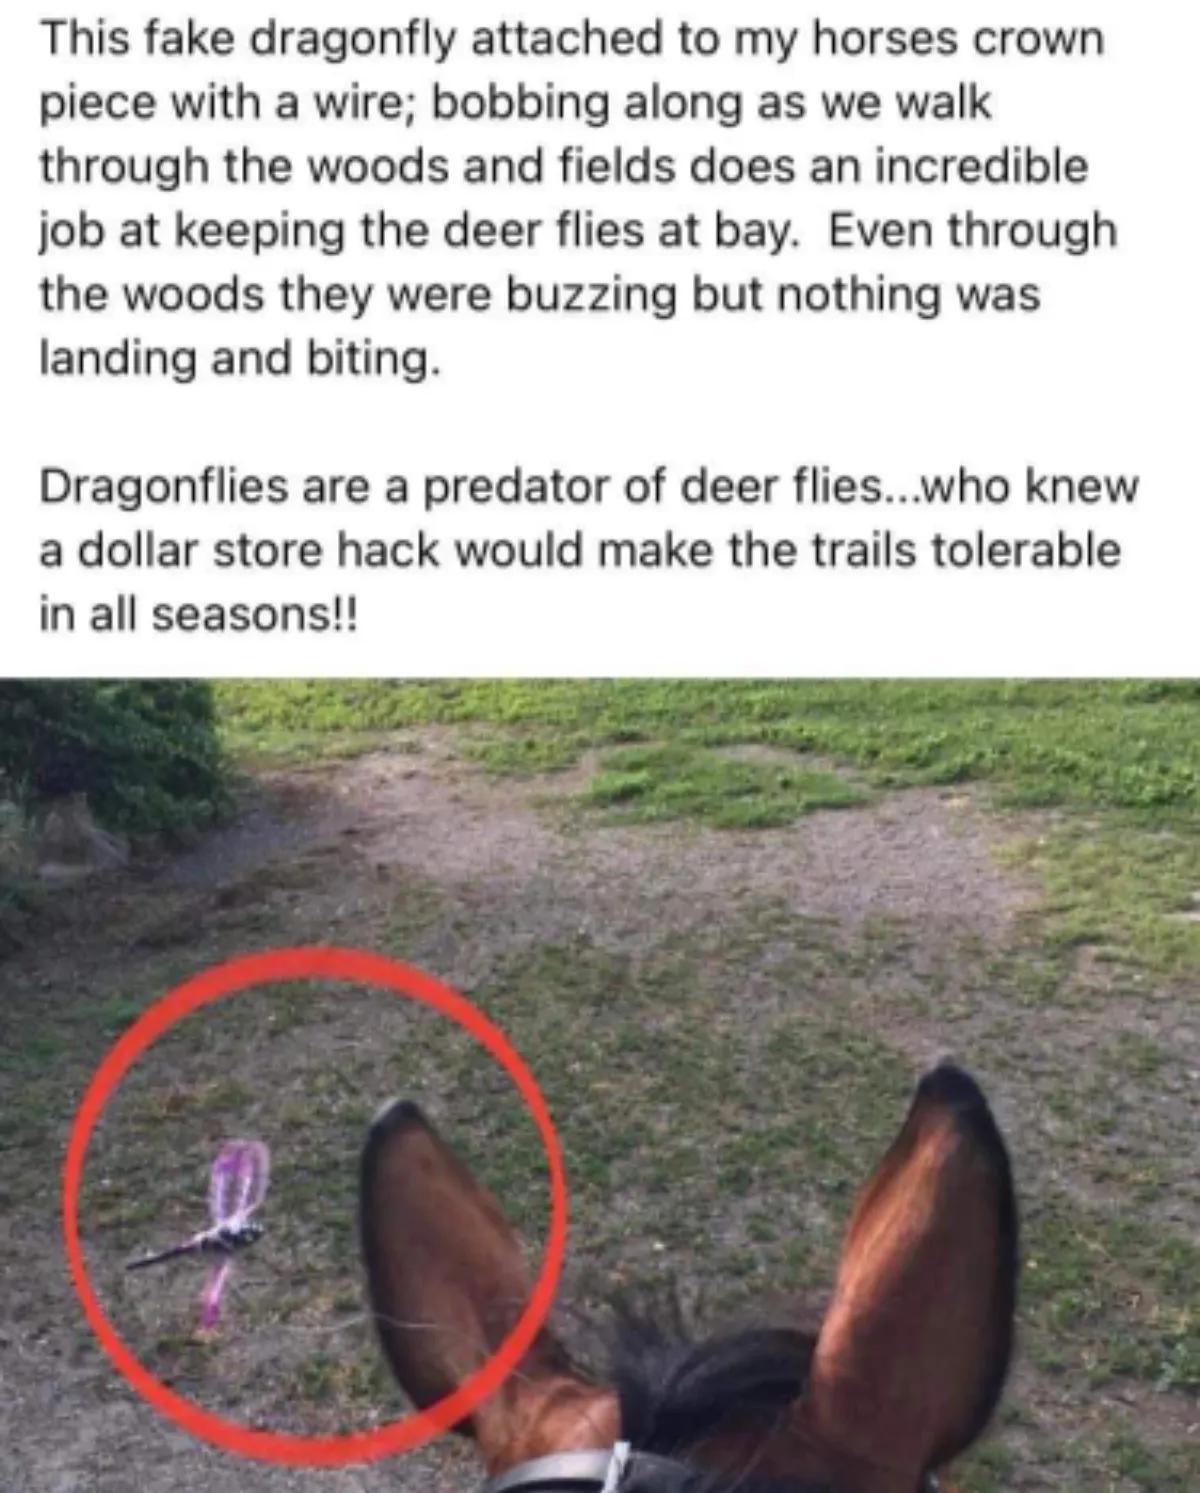 This fake dragonfly attached to my horses crown
piece with a wire; bobbing along as we walk
through the woods and fields does an incredible
job at keeping the deer flies at bay.  Even through
the woods they were buzzing but nothing was
landing and biting.

Dragonflies are a predator of deer flies...who knew
a dollar store hack would make the trails tolerable
in all seasons!!